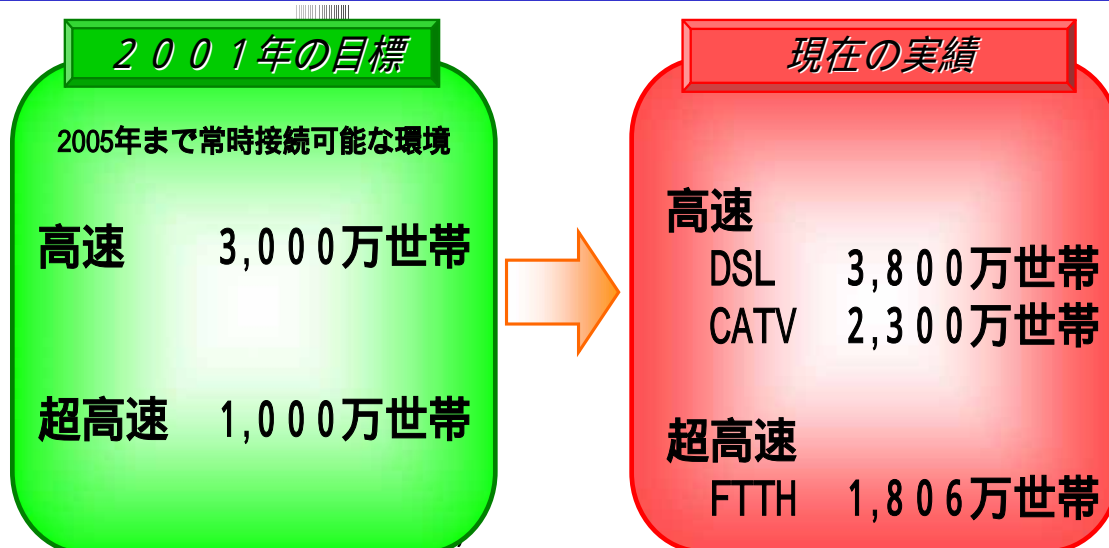 ２００１年の目標
2005年まで常時接続可能な環境
高速 3,０００万世帯
超高速 1,０００万世帯
現在の実績
高速
DSL 3,８００万世帯
CATV 2,３００万世帯
超高速
FTTH 1,８０６万世帯